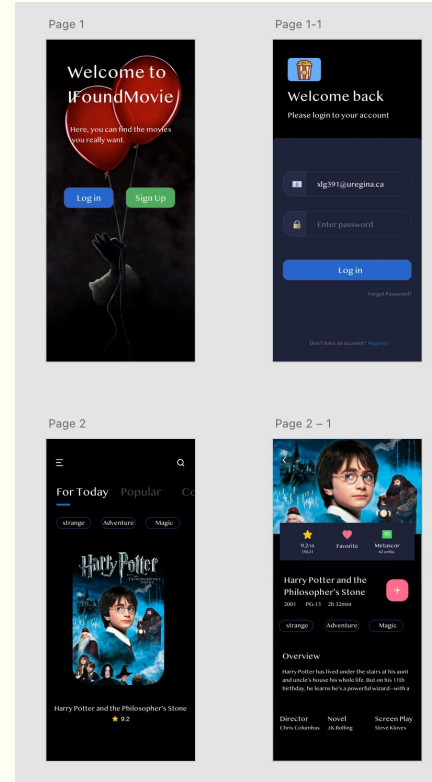 Page 1
Welcome to
IFoundMovie
Here, you can find the movies
you really want.
Log in
Sign Up
Page 1-1
Welcome back
Please login to your account
xlg391@uregina.ca
Enter password
Log in
Forget Password?
Don't have an account? Register
Page 2
For Today Popular Co
strange Adventure Magic
Harry Potter
Harry Potter and the Philosopher's Stone
9.2
Page 2 – 1
9.2/10 Favorite Metascor
Harry Potter and the
Philosopher's Stone
2001 PG-13 2h 32min
strange Adventure Magic
Overview
Harry Potter has lived under the stairs at his aunt
and uncle's house his whole life. But on his 11th
birthday, he learns he's a powerful wizard—with a
Director Novel Screen Play
Chris Columbus J.K.Rolling Steve Kloves